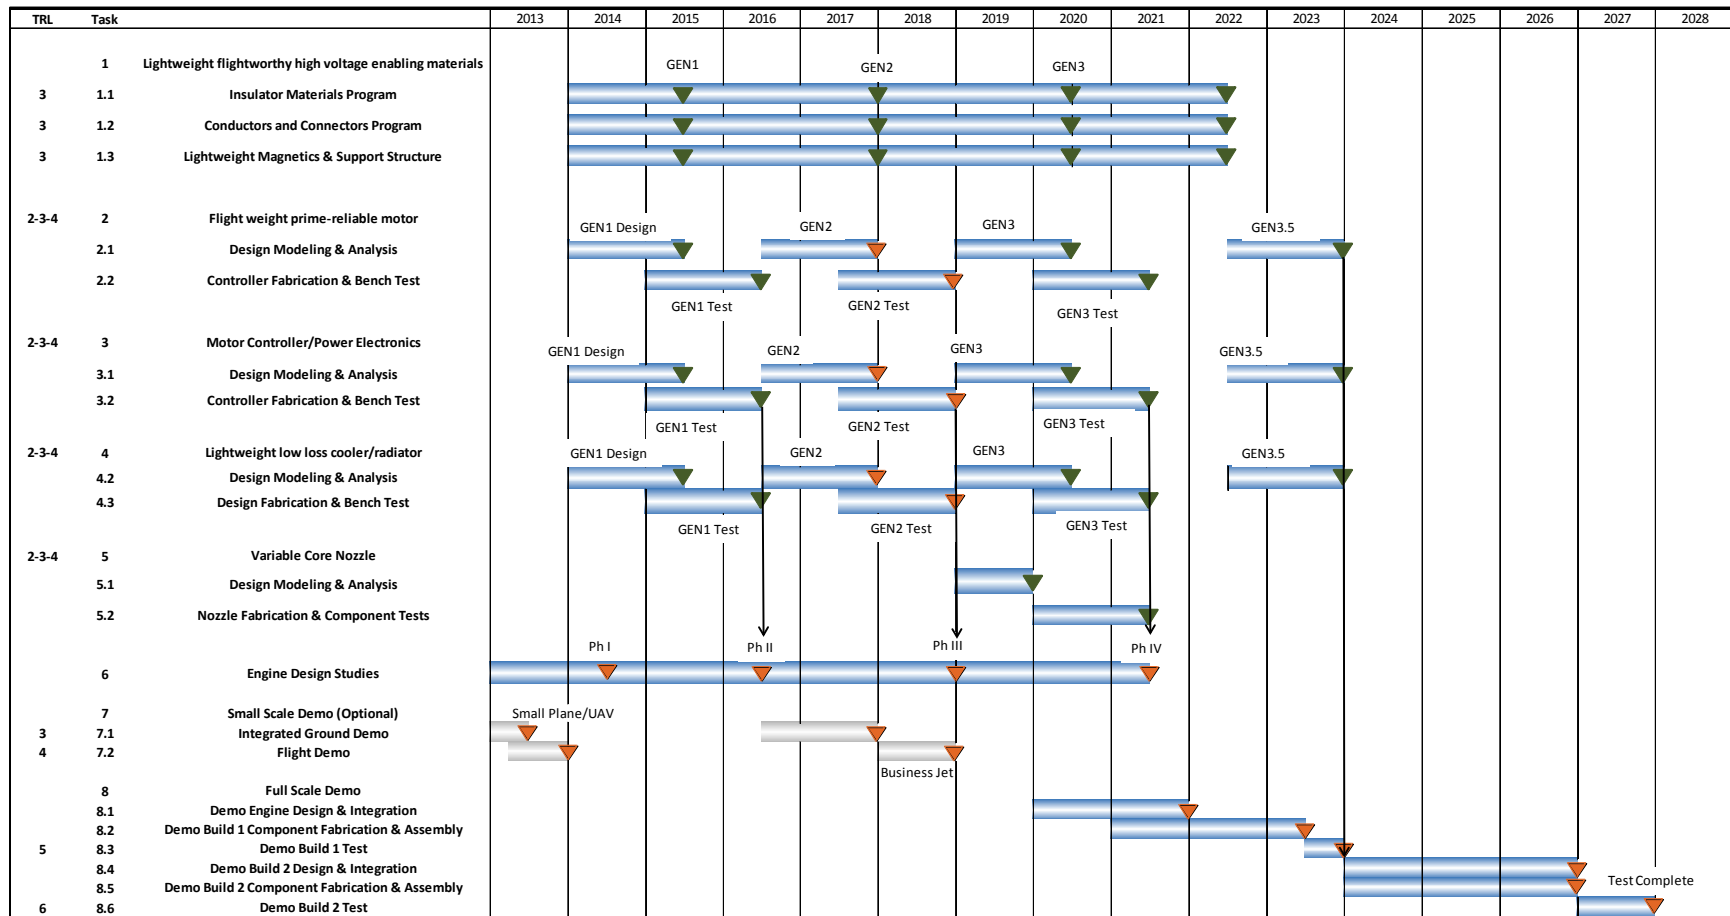 TRL Task 2013 2014 2015 2016 2017 2018 2019 2020 2021 2022 2023 2024 2025 2026 2027 2028
1 Lightweight flightworthy high voltage enabling materials GEN1 GEN2 GEN3
3 1.1 Insulator Materials Program
3 1.2 Conductors and Connectors Program
3 1.3 Lightweight Magnetics & Support Structure
2-3-4 2 Flight weight prime-reliable motor
GEN1 Design GEN2 GEN3 GEN3.5
2.1 Design Modeling & Analysis
2.2 Controller Fabrication & Bench Test
GEN1 Test GEN2 Test GEN3 Test
2-3-4 3 Motor Controller/Power Electronics
GEN1 Design GEN2 GEN3 GEN3.5
3.1 Design Modeling & Analysis
3.2 Controller Fabrication & Bench Test
GEN1 Test GEN2 Test GEN3 Test
2-3-4 4 Lightweight low loss cooler/radiator
GEN1 Design GEN2 GEN3 GEN3.5
4.2 Design Modeling & Analysis
4.3 Design Fabrication & Bench Test
GEN1 Test GEN2 Test GEN3 Test
2-3-4 5 Variable Core Nozzle
5.1 Design Modeling & Analysis
5.2 Nozzle Fabrication & Component Tests
Ph I Ph II Ph III Ph IV
6 Engine Design Studies
7 Small Scale Demo (Optional) Small Plane/UAV
3 7.1 Integrated Ground Demo
4 7.2 Flight Demo
Business Jet
8 Full Scale Demo
8.1 Demo Engine Design & Integration
8.2 Demo Build 1 Component Fabrication & Assembly
5 8.3 Demo Build 1 Test
8.4 Demo Build 2 Design & Integration
8.5 Demo Build 2 Component Fabrication & Assembly Test Complete
6 8.6 Demo Build 2 Test